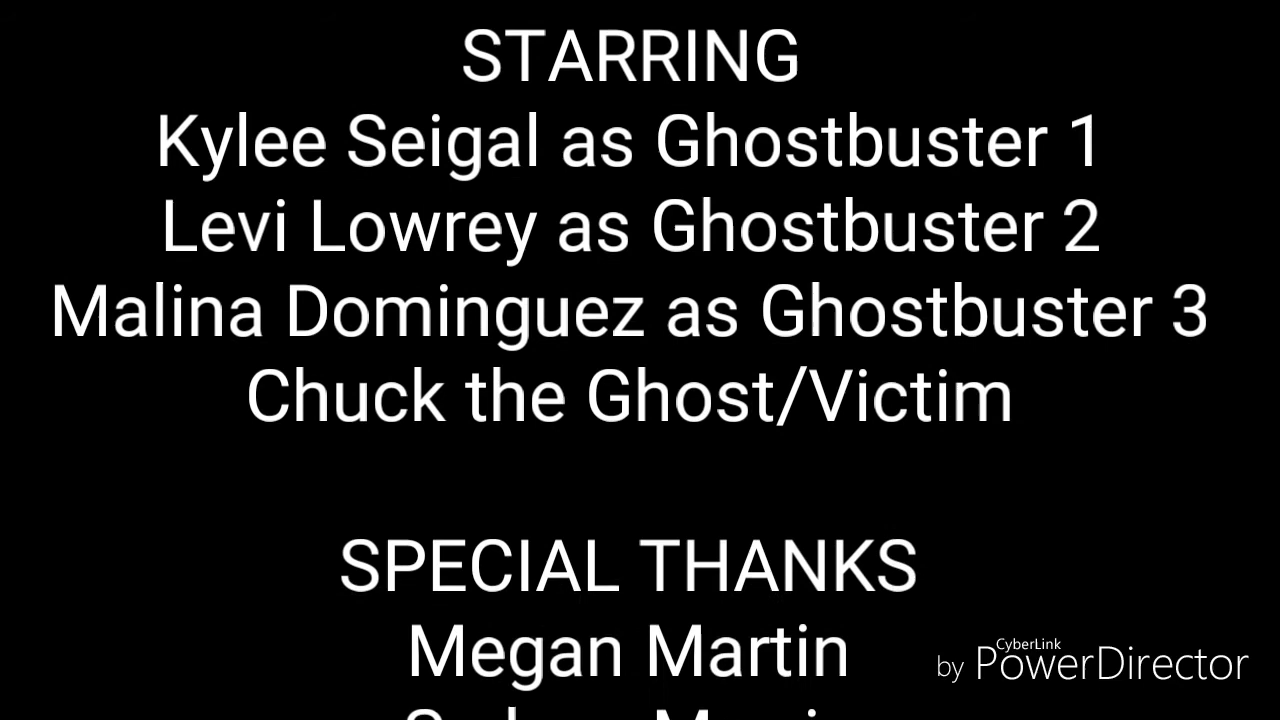 STARRING
Kylee Seigal as Ghostbuster 1
Levi Lowrey as Ghostbuster 2
Malina Dominguez as Ghostbuster 3
Chuck the Ghost/Victim
SPECIAL THANKS
Megan Martin
CyberLink
by PowerDirector